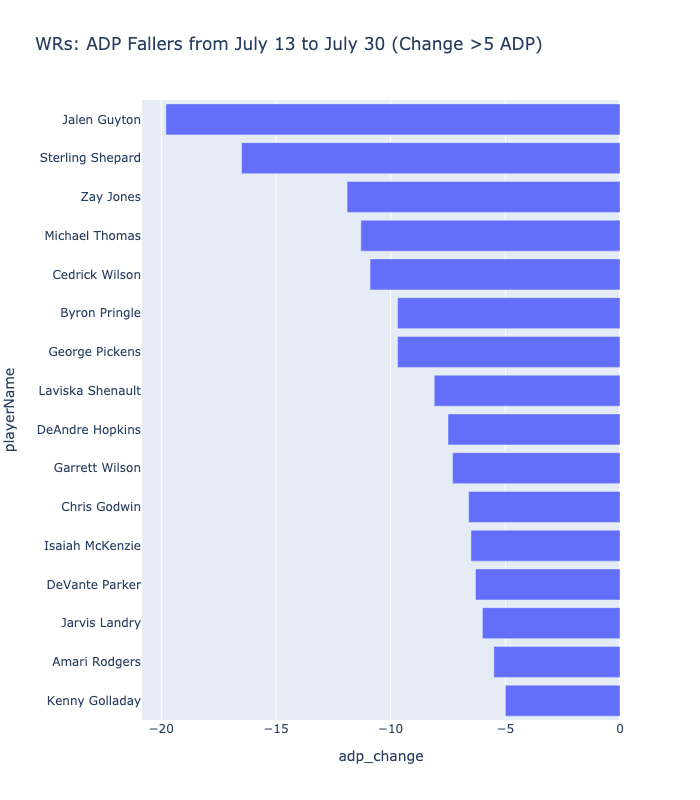 WRs: ADP Fallers from July 13 to July 30 (Change >5 ADP)
playerName
Jalen Guyton
Sterling Shepard
Zay Jones
Michael Thomas
Cedrick Wilson
Byron Pringle
George Pickens
Laviska Shenault
DeAndre Hopkins
Garrett Wilson
Chris Godwin
Isaiah McKenzie
DeVante Parker
Jarvis Landry
Amari Rodgers
Kenny Golladay
−20 −15 −10 −5 0
adp_change